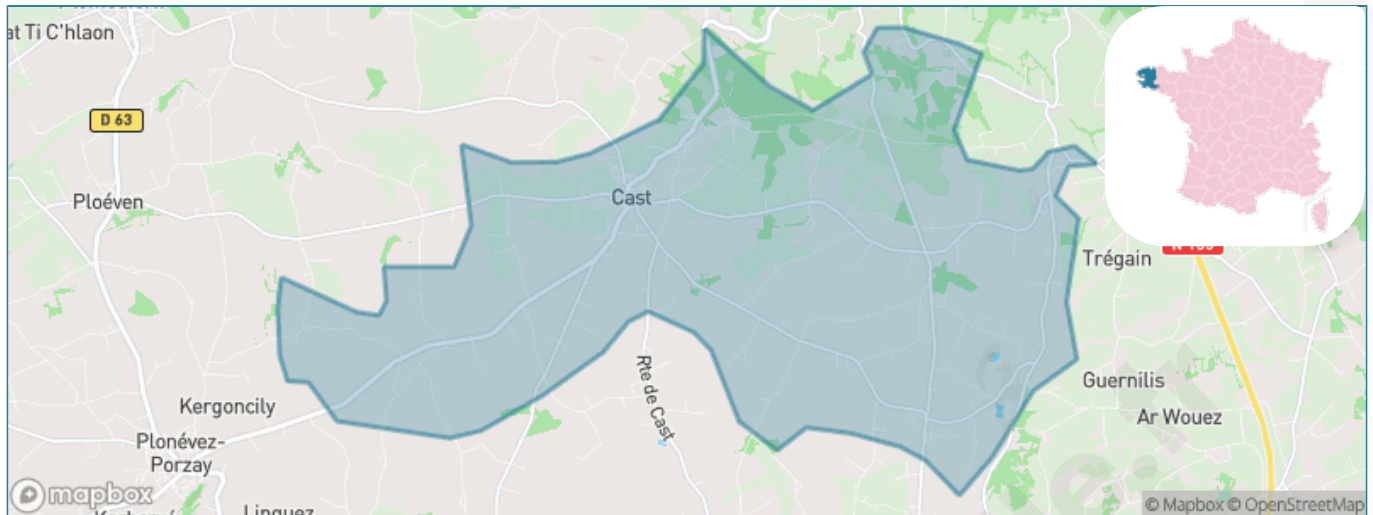 at Ti C'hlaon
D 63
Ploéven
Cast
Trégain
Rte de Cast
Guernilis
Ar Wouez
Kergoncily
Plonévez-
Porzay
mapbox
Linguez
© Mapbox © OpenStreetMap